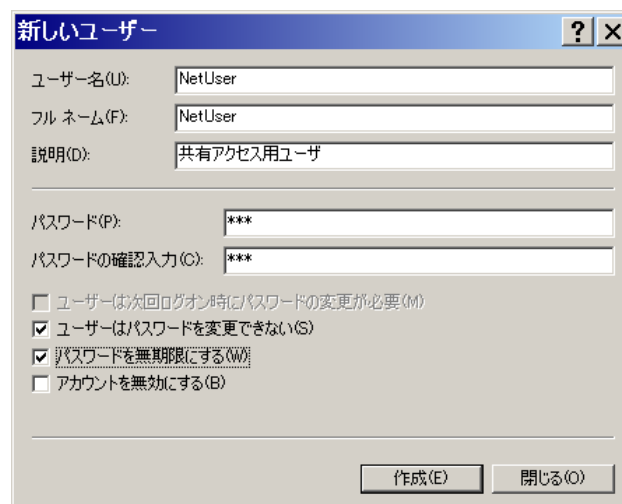 新しいユーザー
ユーザー名(U): NetUser
フル ネーム(F): NetUser
説明(D): 共有アクセス用ユーザ
パスワード(P): ***
パスワードの確認入力(C): ***
ユーザーは次回ログオン時にパスワードの変更が必要(M)
ユーザーはパスワードを変更できない(S)
パスワードを無期限にする(W)
アカウントを無効にする(B)
作成(E) 閉じる(O)